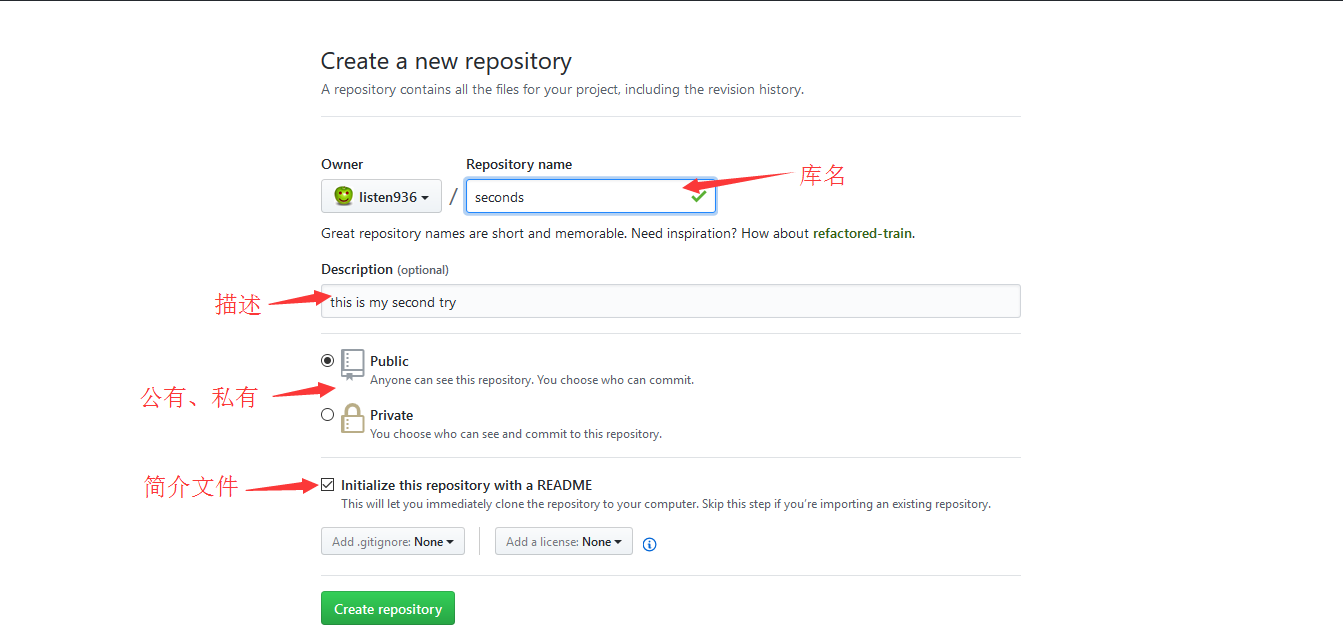 Create a new repository
A repository contains all the files for your project, including the revision history.
Owner
Repository name
库名
listen936 / seconds
Great repository names are short and memorable. Need inspiration? How about refactored-train.
Description (optional)
描述
this is my second try
Public
Anyone can see this repository. You choose who can commit.
公有、私有
Private
You choose who can see and commit to this repository.
简介文件
Initialize this repository with a README
This will let you immediately clone the repository to your computer. Skip this step if you're importing an existing repository.
Add .gitignore: None
Add a license: None
Create repository